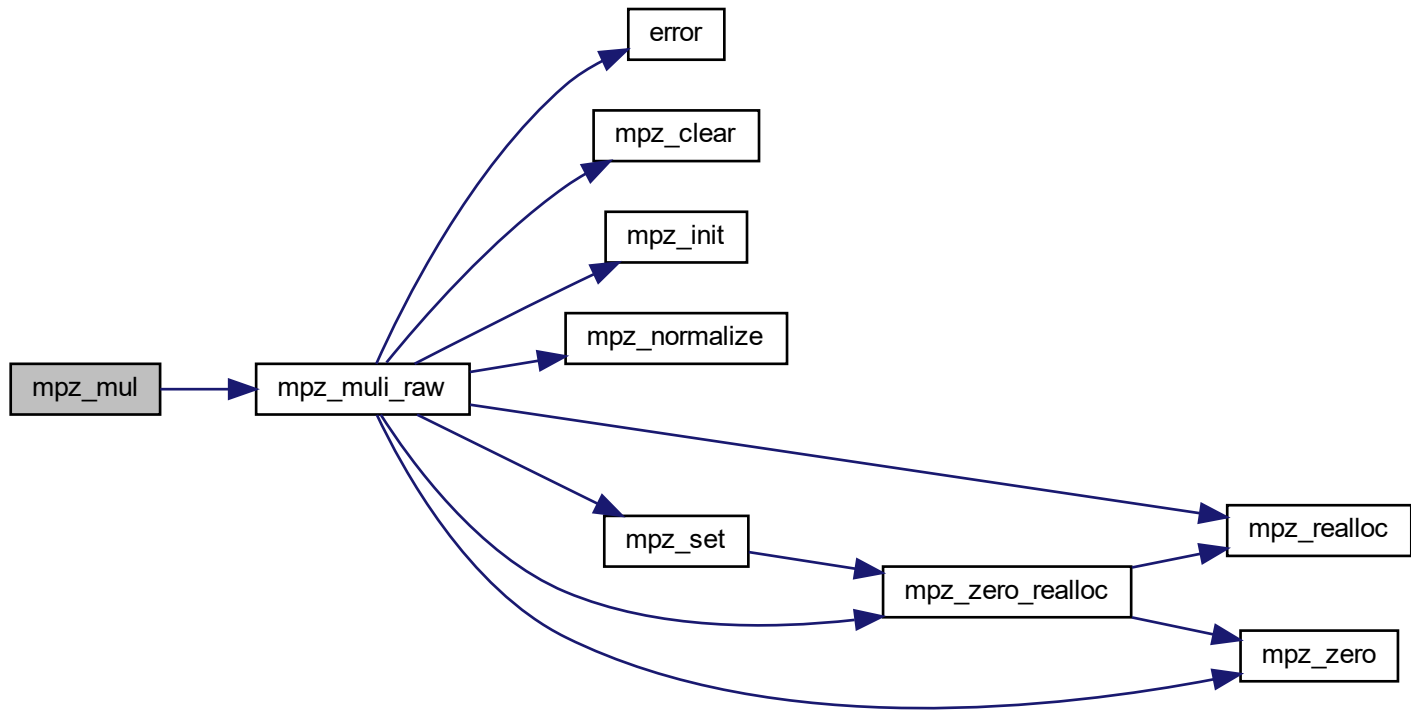 error
mpz_clear
mpz_init
mpz_normalize
mpz_mul
mpz_muli_raw
mpz_realloc
mpz_set
mpz_zero_realloc
mpz_zero